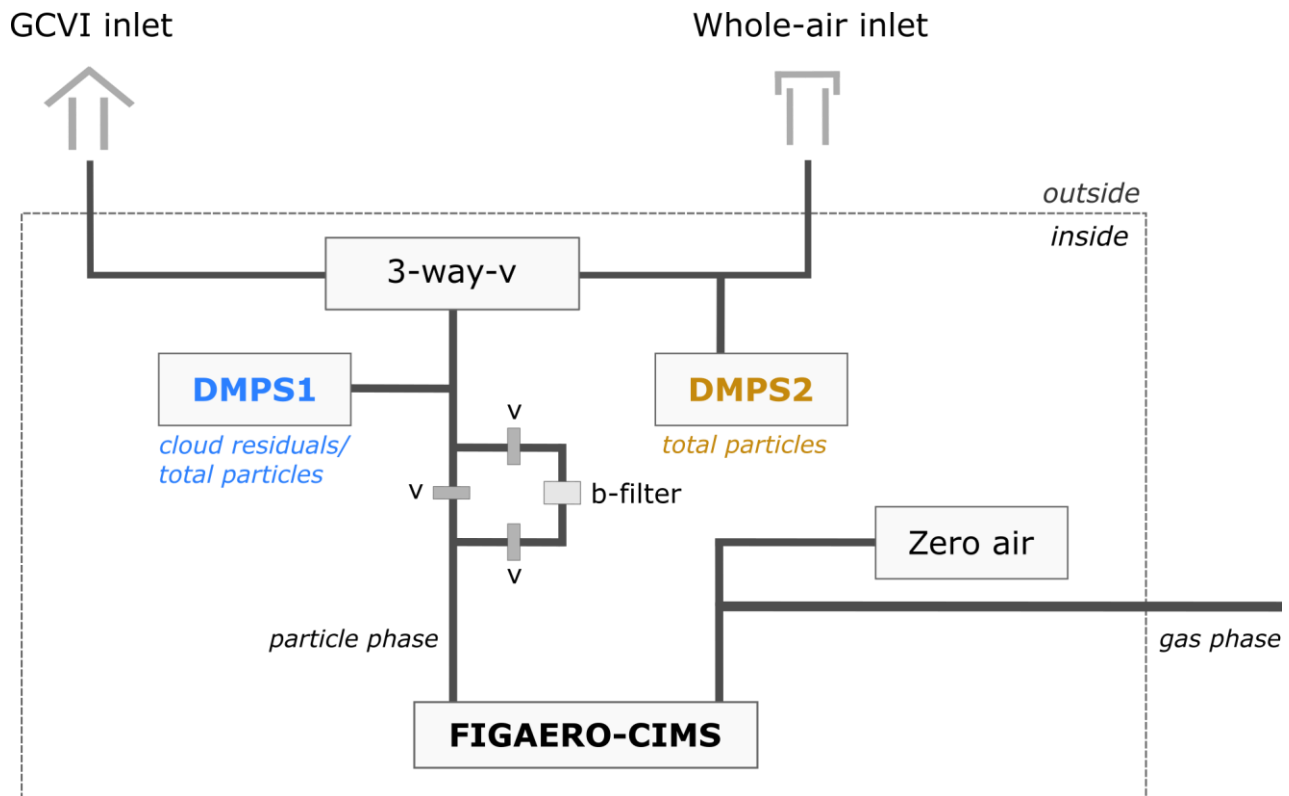 GCVI inlet
Whole-air inlet
outside
inside
3-way-v
DMPS1
DMPS2
cloud residuals/
total particles
total particles
v
v
b-filter
v
Zero air
particle phase
gas phase
FIGAERO-CIMS